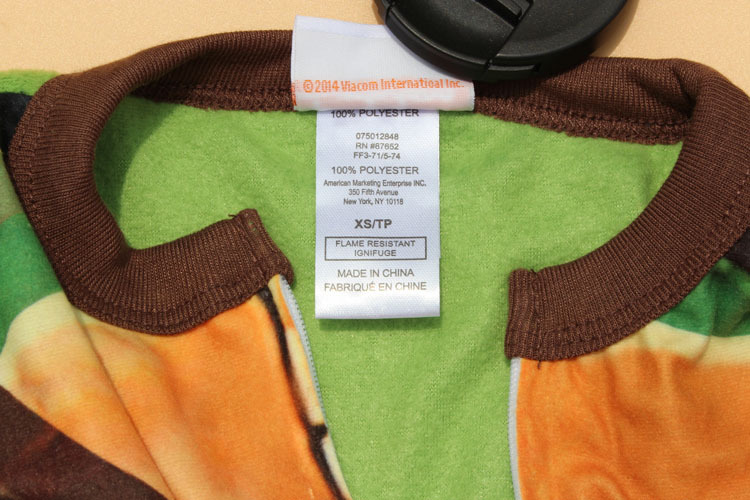 ©2014 Viacom Internatioal Inc.
100% POLYESTER
075012848
RN #87652
FF3-71/5-74
100% POLYESTER
American Marketing Enterprise INC.
350 Fifth Avenue
New York, NY 10118
XS/TP
FLAME RESISTANT
IGNIFUGE
MADE IN CHINA
FABRIQUÉ EN CHINE